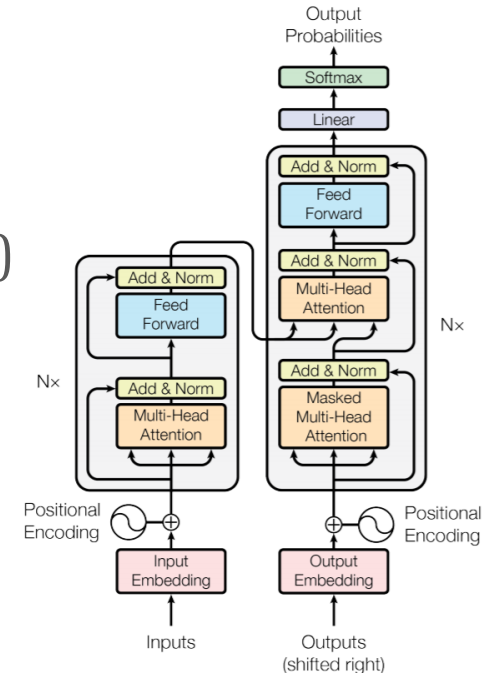 Output
Probabilities
Softmax
Linear
Add & Norm
Feed
Forward
Add & Norm
Multi-Head
Attention
Nx
Add & Norm
Masked
Multi-Head
Attention
Positional
Encoding
Output
Embedding
Outputs
(shifted right)
Add & Norm
Feed
Forward
Nx
Add & Norm
Multi-Head
Attention
Positional
Encoding
Input
Embedding
Inputs